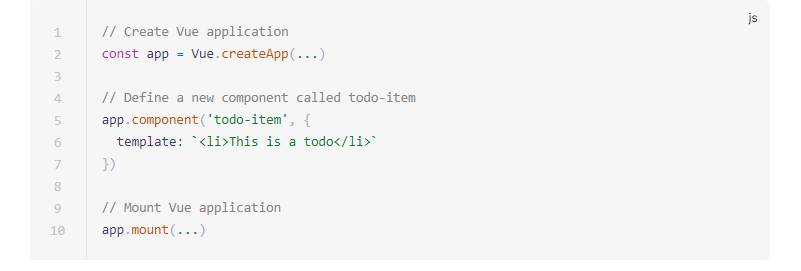 js
1 // Create Vue application
2 const app = Vue.createApp(...)
3
4 // Define a new component called todo-item
5 app.component('todo-item', {
6   template: `<li>This is a todo</li>`
7 })
8
9 // Mount Vue application
10 app.mount(...)